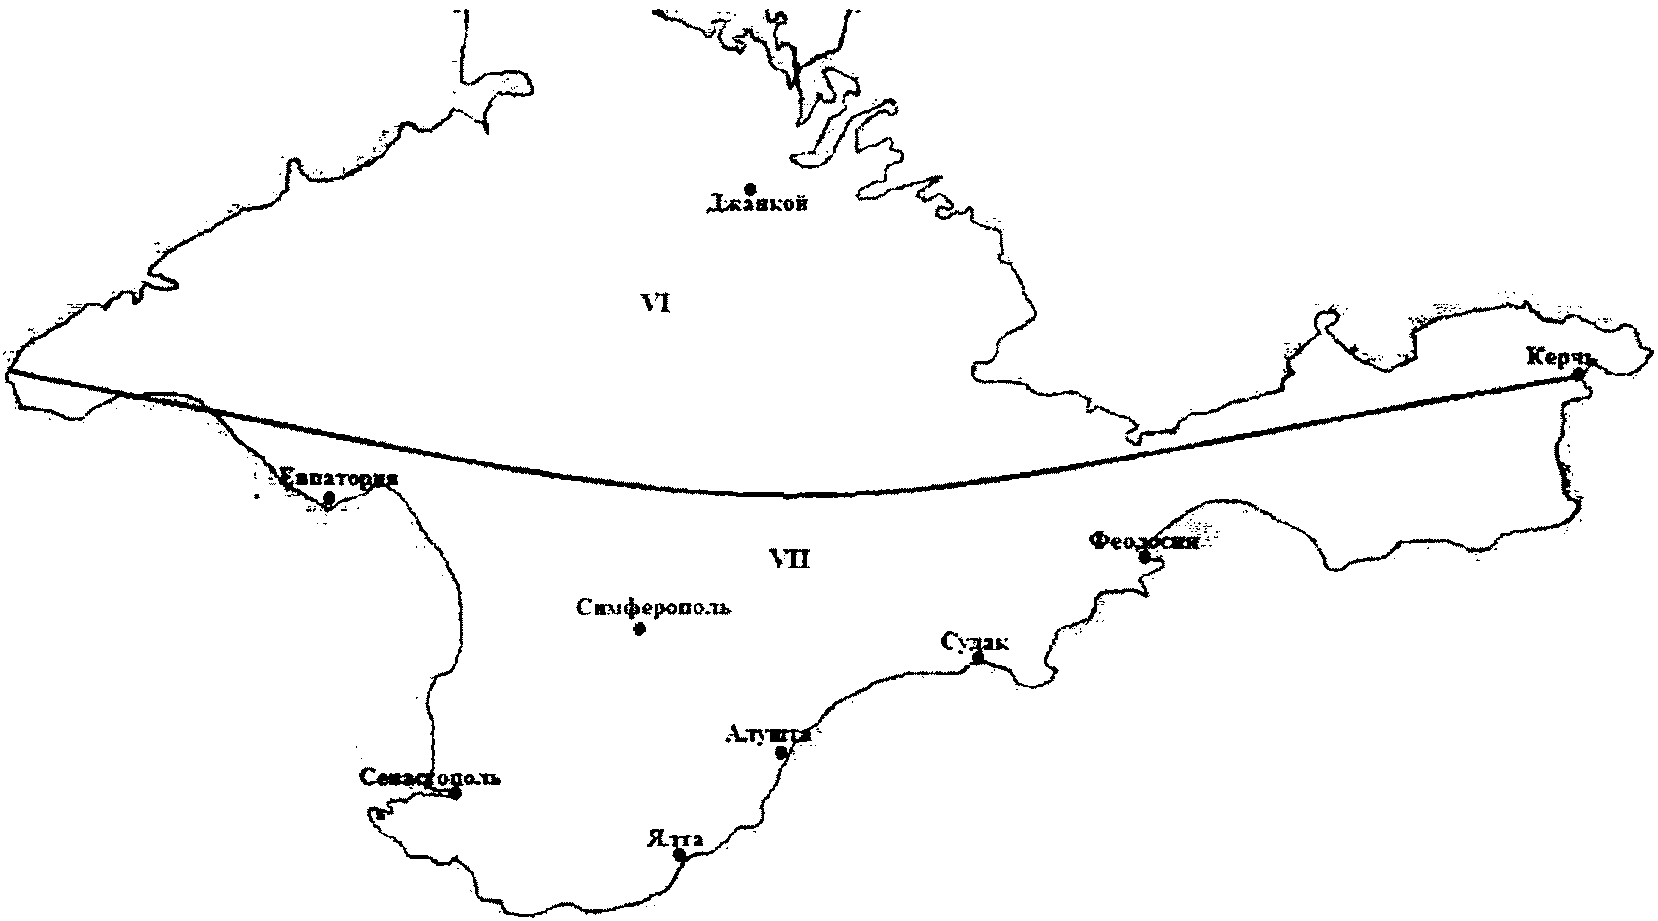 Джанкой
VI
Керчь
Евпатория
Феодосия
VII
Симферополь
Судак
Алушта
Севастополь
Ялта